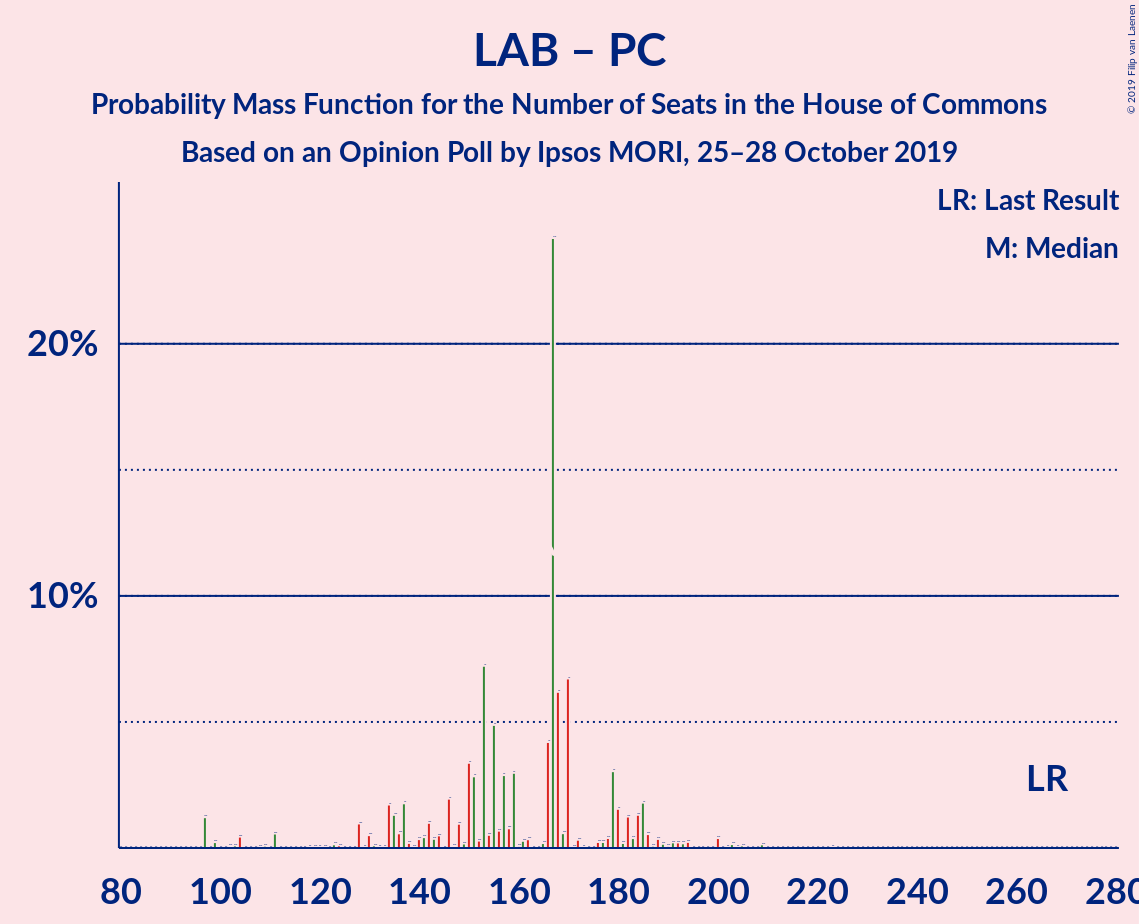 LAB – PC
Probability Mass Function for the Number of Seats in the House of Commons
Based on an Opinion Poll by Ipsos MORI, 25–28 October 2019
© 2019 Filip van Laenen
LR: Last Result
M: Median
20%
10%
LR
80 100 120 140 160 180 200 220 240 260 280